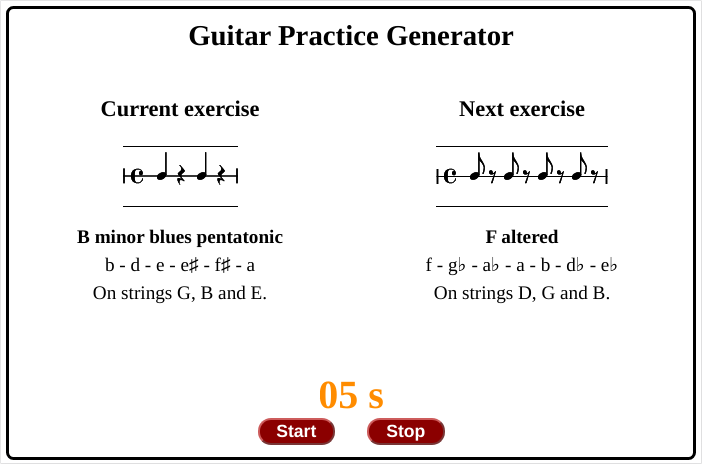 Guitar Practice Generator
Current exercise
B minor blues pentatonic
b - d - e - e♯ - f♯ - a
On strings G, B and E.
Next exercise
F altered
f - g♭ - a♭ - a - b - d♭ - e♭
On strings D, G and B.
05 s
Start
Stop